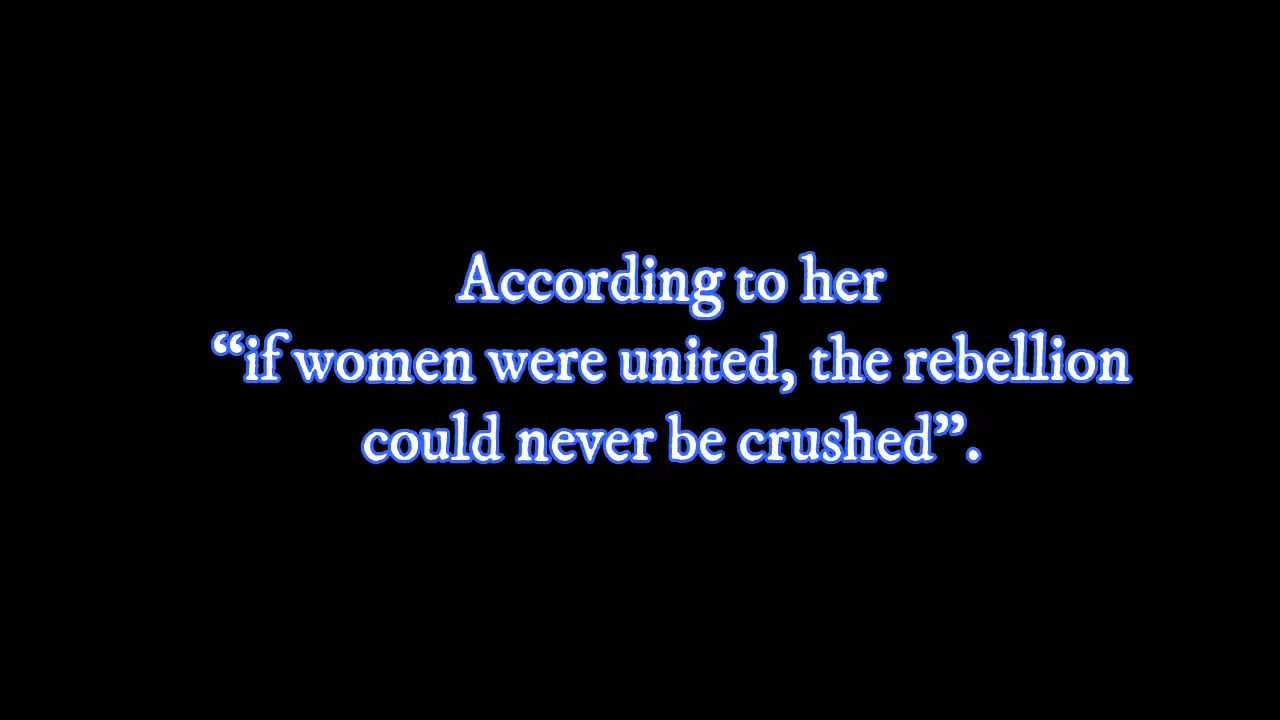 According to her
“if women were united, the rebellion
could never be crushed”.